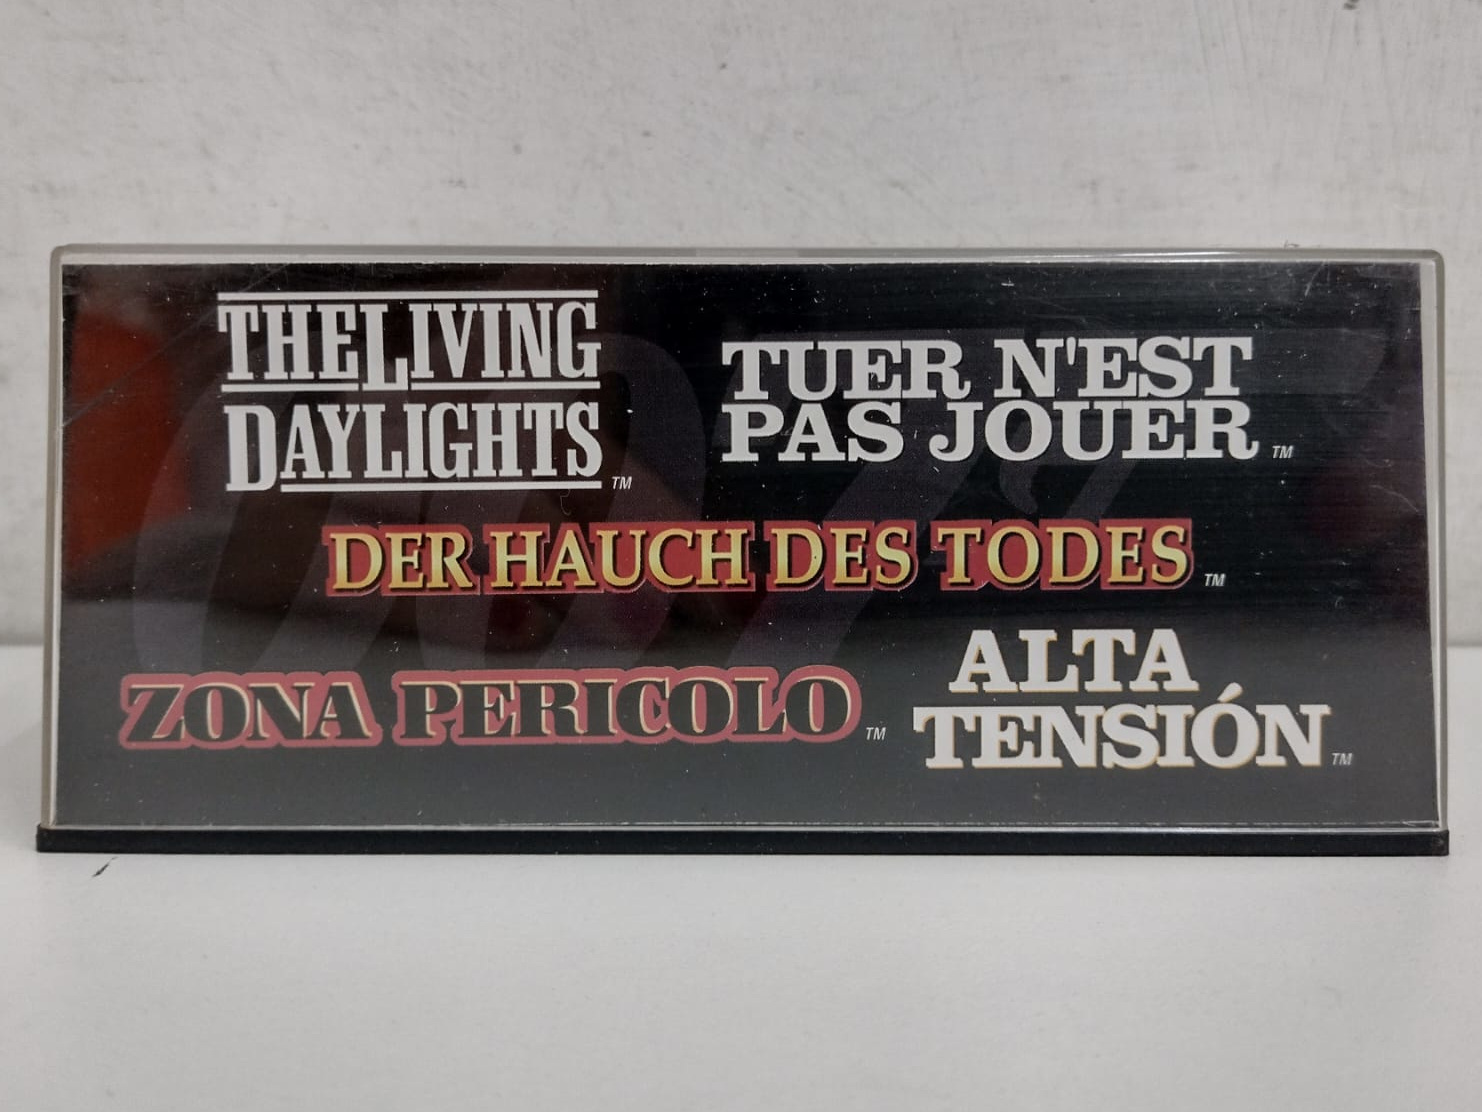 THE LIVING
DAYLIGHTS TM
TUER N'EST
PAS JOUER TM
DER HAUCH DES TODES TM
ZONA PERICOLO TM
ALTA
TENSIÓN TM
007